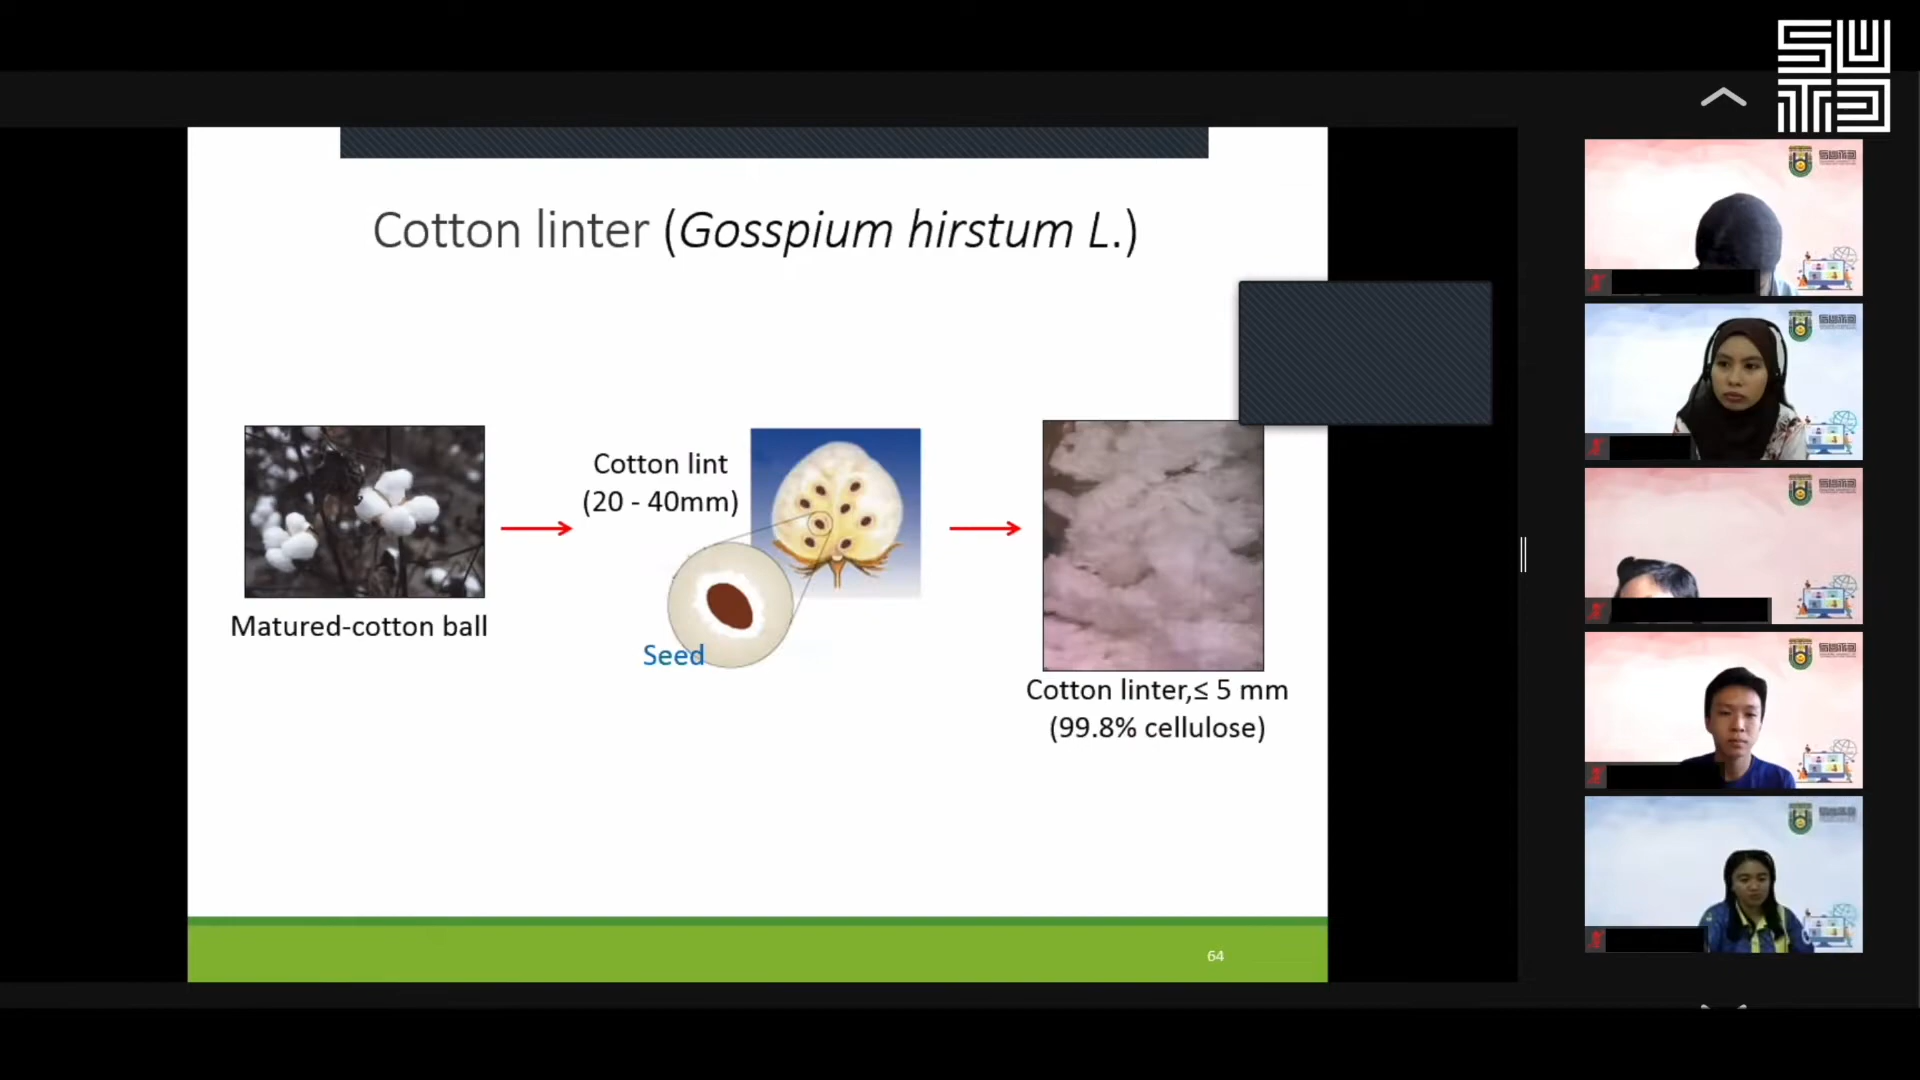 SUTD
Cotton linter (Gosspium hirstum L.)
Cotton lint
(20 - 40mm)
Matured-cotton ball
Seed
Cotton linter,≤ 5 mm
(99.8% cellulose)
64